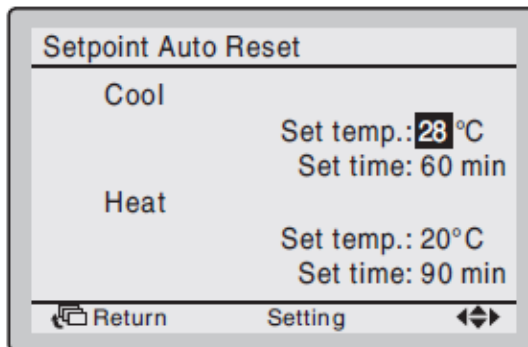 Setpoint Auto Reset
Cool
Set temp.: 28 °C
Set time: 60 min
Heat
Set temp.: 20°C
Set time: 90 min
Return Setting